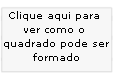 Clique aqui para
ver como o
quadrado pode ser
formado